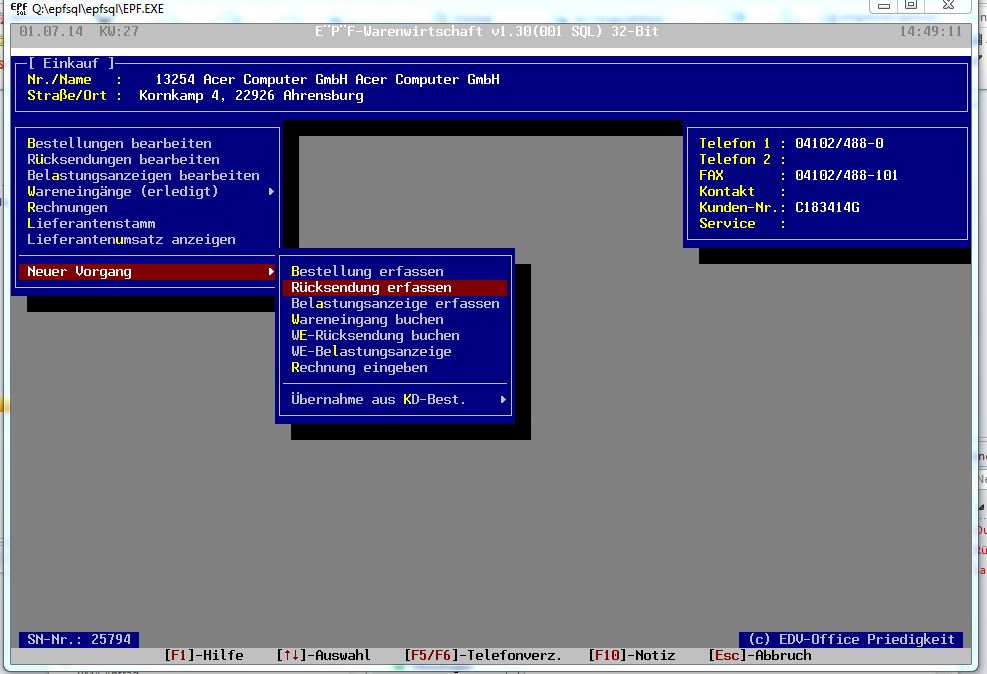 EPF SQL Q:\epfsql\epfsql\EPF.EXE
01.07.14 KW:27 E¨P¨F-Warenwirtschaft v1.30(001 SQL) 32-Bit 14:49:11
[ Einkauf ]
Nr./Name : 13254 Acer Computer GmbH Acer Computer GmbH
Straße/Ort : Kornkamp 4, 22926 Ahrensburg
Bestellungen bearbeiten
Rücksendungen bearbeiten
Belastungsanzeigen bearbeiten
Wareneingänge (erledigt)
Rechnungen
Lieferantenstamm
Lieferantenumsatz anzeigen
Neuer Vorgang
Telefon 1 : 04102/488-0
Telefon 2 :
FAX : 04102/488-101
Kontakt :
Kunden-Nr.: C183414G
Service :
Bestellung erfassen
Rücksendung erfassen
Belastungsanzeige erfassen
Wareneingang buchen
WE-Rücksendung buchen
WE-Belastungsanzeige
Rechnung eingeben
Übernahme aus KD-Best.
SN-Nr.: 25794
(c) EDV-Office Priedigkeit
[F1]-Hilfe [↑↓]-Auswahl [F5/F6]-Telefonverz. [F10]-Notiz [Esc]-Abbruch